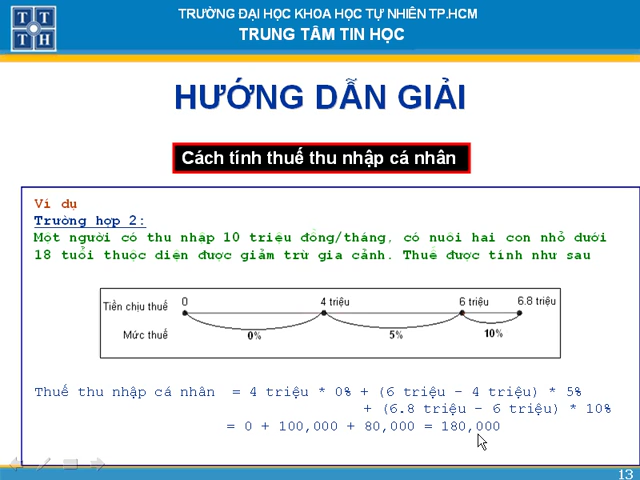 T T
T H
TRƯỜNG ĐẠI HỌC KHOA HỌC TỰ NHIÊN TP.HCM
TRUNG TÂM TIN HỌC
HƯỚNG DẪN GIẢI
Cách tính thuế thu nhập cá nhân
Ví dụ
Trường hợp 2:
Một người có thu nhập 10 triệu đồng/tháng, có nuôi hai con nhỏ dưới
18 tuổi thuộc diện được giảm trừ gia cảnh. Thuế được tính như sau
Tiền chịu thuế 0 4 triệu 6 triệu 6.8 triệu
Mức thuế 0% 5% 10%
Thuế thu nhập cá nhân = 4 triệu * 0% + (6 triệu – 4 triệu) * 5%
+ (6.8 triệu – 6 triệu) * 10%
= 0 + 100,000 + 80,000 = 180,000
13